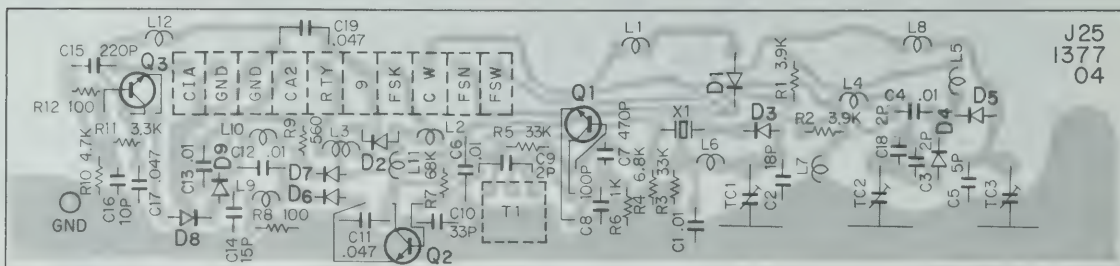 L12
C19
.047
L1
L8
J25
1377
04
C15 220P
Q3
CIA GND GND CA2 RTY 9 FSK CW FSN FSW
D1
R1 3.9K
L5
L4
Q1
C4 .01
D5
R12 100
R11 3.3K
L10
R9 560
L3
D2
L2
R5 33K
C7 470P
X1
D3
R2 3.9K
C18 2P
C3 2P
D4
R10 4.7K
C13 .01
D9
C12 .01
D7
D6
L11
R7 68K
C6 .01
C9 2P
L6
L7
C5 5P
GND
C16 10P
C17 .047
D8
L9
R8 100
C14 15P
C11 .047
Q2
C10 33P
T1
C8 100P
R6 1K
R4 6.8K
R3 33K
C1 .01
TC1
C2 18P
TC2
TC3